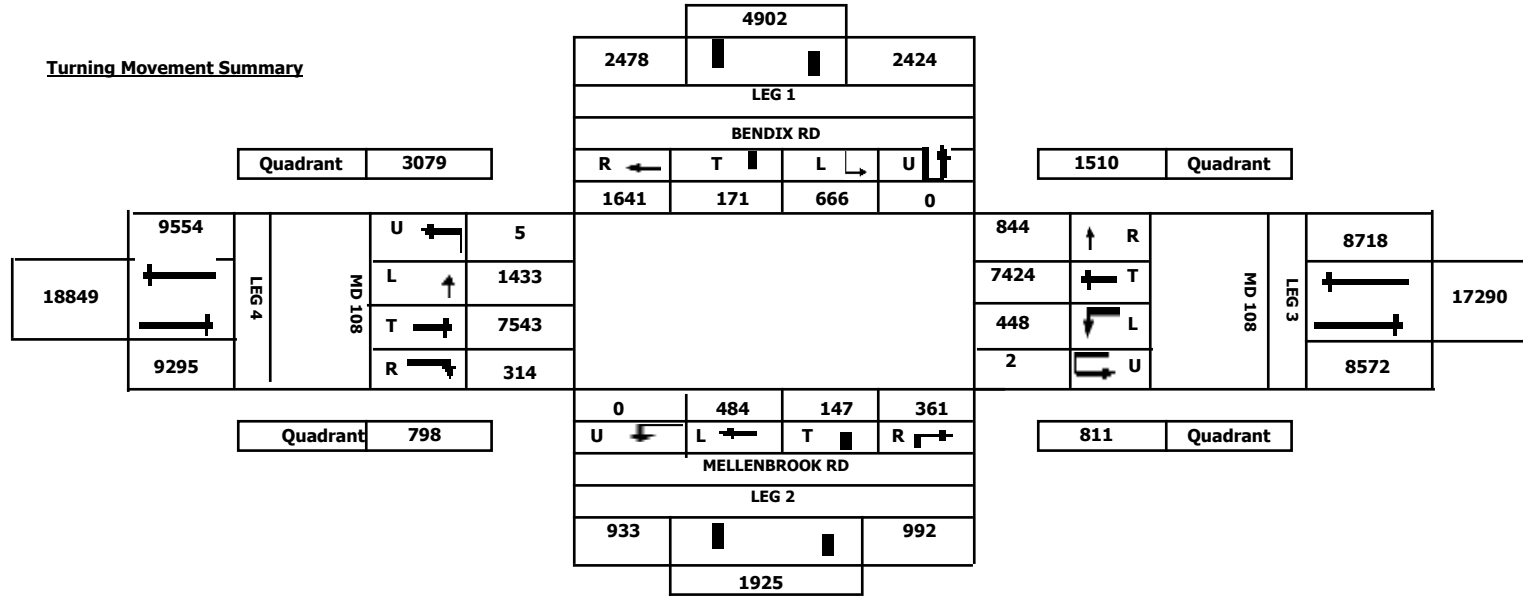 4902
Turning Movement Summary
2478 2424
LEG 1
BENDIX RD
Quadrant 3079
R T L U
1510 Quadrant
1641 171 666 0
9554
U 5
844 R
8718
18849
LEG 4
MD 108
L 1433
7424 T
MD 108
LEG 3
17290
T 7543
448 L
9295
R 314
2 U
8572
0 484 147 361
Quadrant 798
U L T R
811 Quadrant
MELLENBROOK RD
LEG 2
933 992
1925